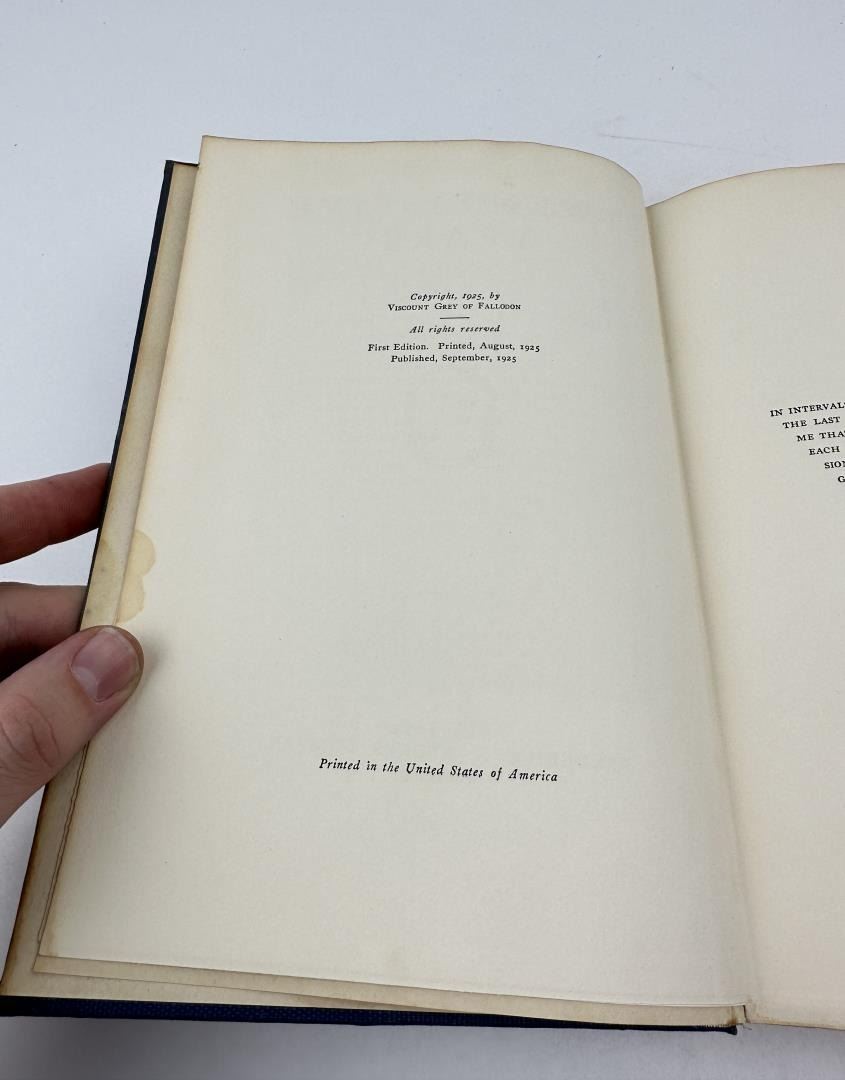 Copyright, 1925, by
VISCOUNT GREY OF FALLODON
All rights reserved
First Edition. Printed, August, 1925
Published, September, 1925
Printed in the United States of America
IN INTERVAL
THE LAST
ME THA
EACH
SION
G